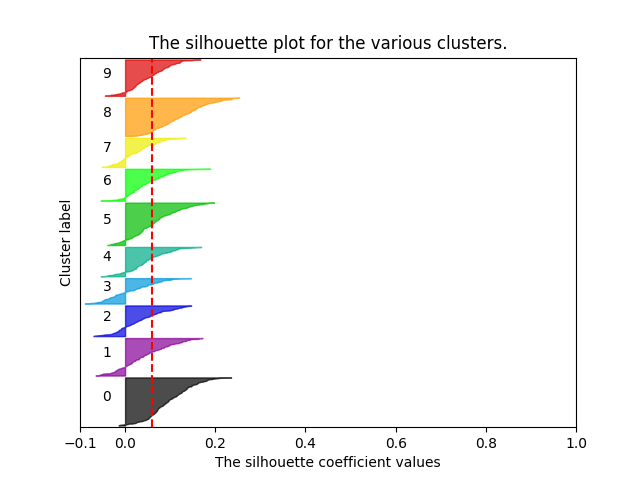 The silhouette plot for the various clusters.
Cluster label
9
8
7
6
5
4
3
2
1
0
−0.1 0.0 0.2 0.4 0.6 0.8 1.0
The silhouette coefficient values